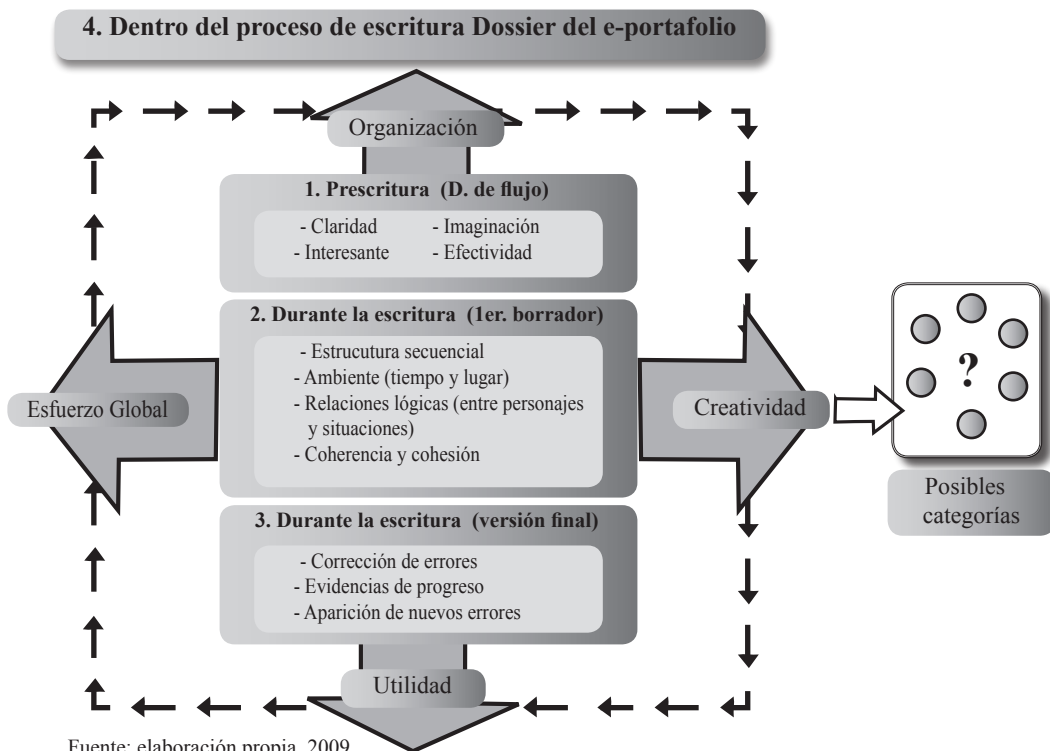 4. Dentro del proceso de escritura Dossier del e-portafolio
Organización
1. Prescritura (D. de flujo)
- Claridad - Imaginación
- Interesante - Efectividad
2. Durante la escritura (1er. borrador)
- Estrucutura secuencial
- Ambiente (tiempo y lugar)
- Relaciones lógicas (entre personajes
y situaciones)
- Coherencia y cohesión
Esfuerzo Global
Creatividad
?
Posibles
categorías
3. Durante la escritura (versión final)
- Corrección de errores
- Evidencias de progreso
- Aparición de nuevos errores
Utilidad
Fuente: elaboración propia, 2009